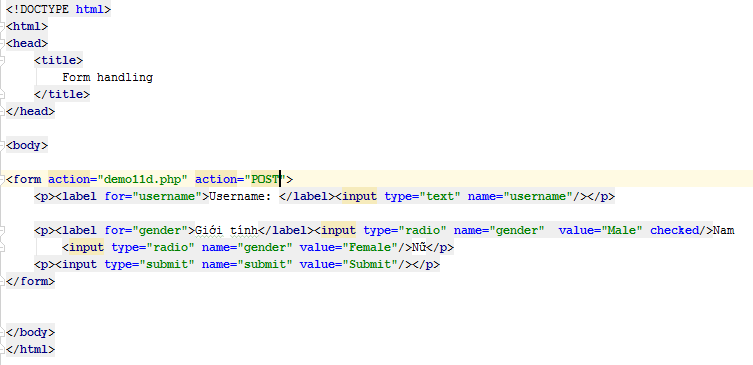 <!DOCTYPE html>
<html>
<head>
    <title>
        Form handling
    </title>
</head>

<body>

<form action="demo11d.php" action="POST">
    <p><label for="username">Username: </label><input type="text" name="username"/></p>

    <p><label for="gender">Giới tính</label><input type="radio" name="gender"  value="Male" checked/>Nam
        <input type="radio" name="gender" value="Female"/>Nữ</p>
    <p><input type="submit" name="submit" value="Submit"/></p>
</form>


</body>
</html>